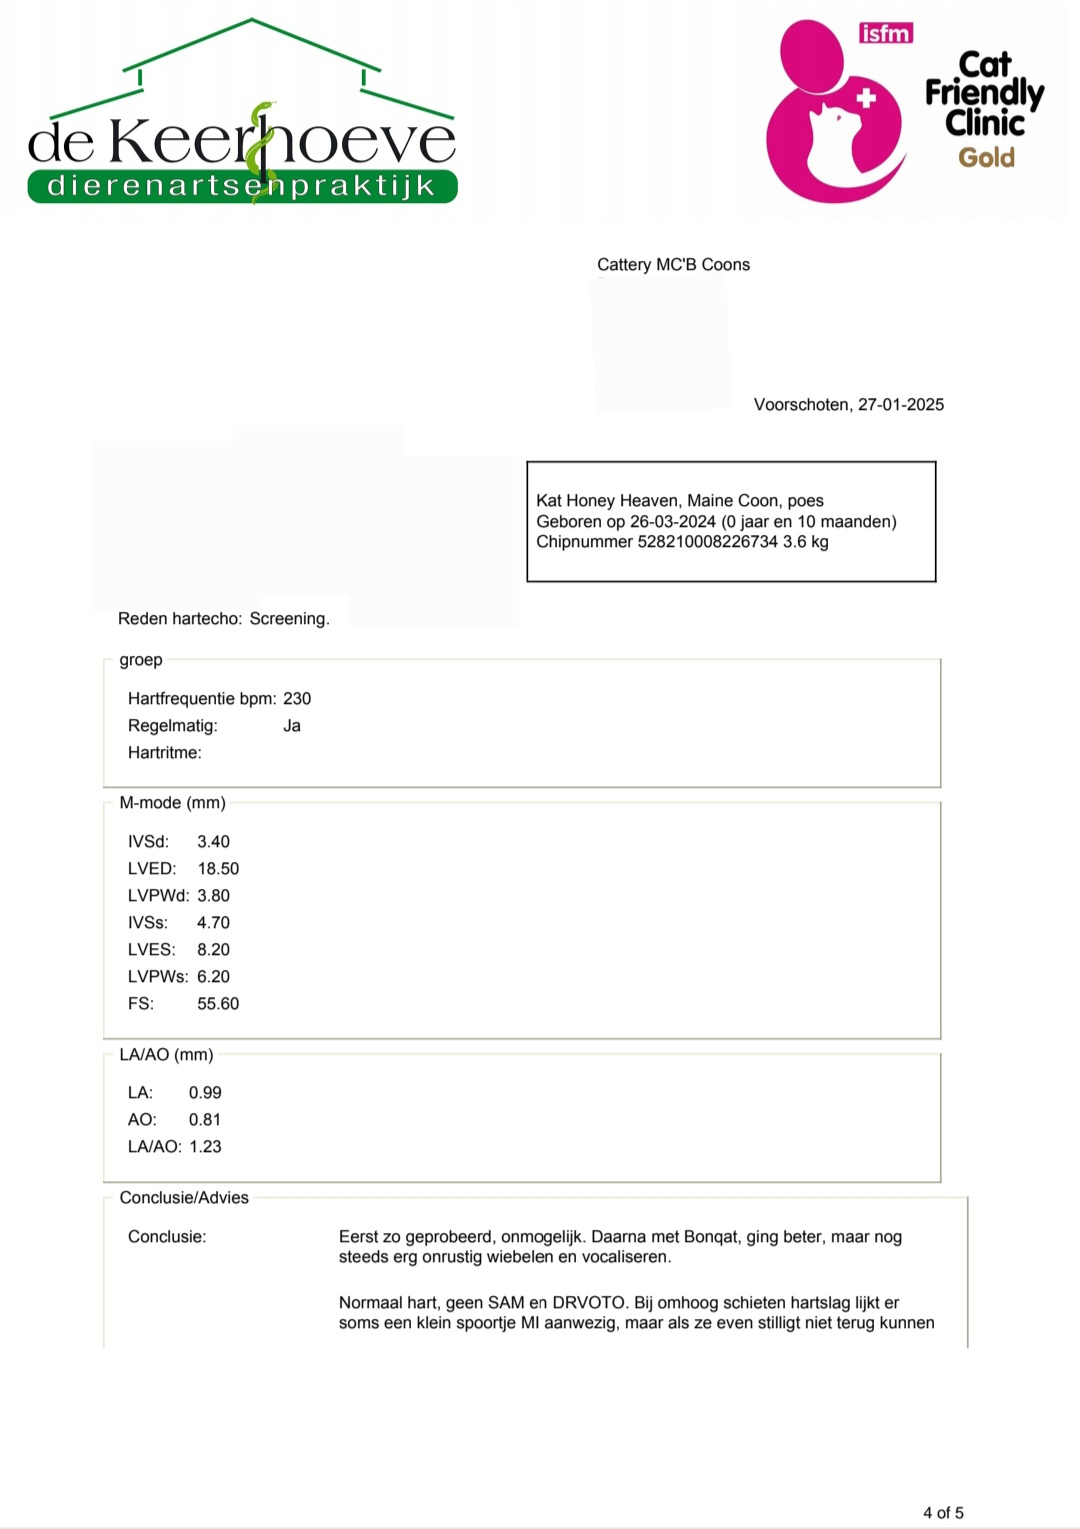 de Keerhoeve
dierenartsenpraktijk
isfm
Cat
Friendly
Clinic
Gold
Cattery MC'B Coons
Voorschoten, 27-01-2025
Kat Honey Heaven, Maine Coon, poes
Geboren op 26-03-2024 (0 jaar en 10 maanden)
Chipnummer 528210008226734 3.6 kg
Reden hartecho: Screening.
groep
Hartfrequentie bpm: 230
Regelmatig: Ja
Hartritme:
M-mode (mm)
IVSd: 3.40
LVED: 18.50
LVPWd: 3.80
IVSs: 4.70
LVES: 8.20
LVPWs: 6.20
FS: 55.60
LA/AO (mm)
LA: 0.99
AO: 0.81
LA/AO: 1.23
Conclusie/Advies
Conclusie: Eerst zo geprobeerd, onmogelijk. Daarna met Bonqat, ging beter, maar nog
steeds erg onrustig wiebelen en vocaliseren.
Normaal hart, geen SAM en DRVOTO. Bij omhoog schieten hartslag lijkt er
soms een klein spoortje MI aanwezig, maar als ze even stilligt niet terug kunnen
4 of 5